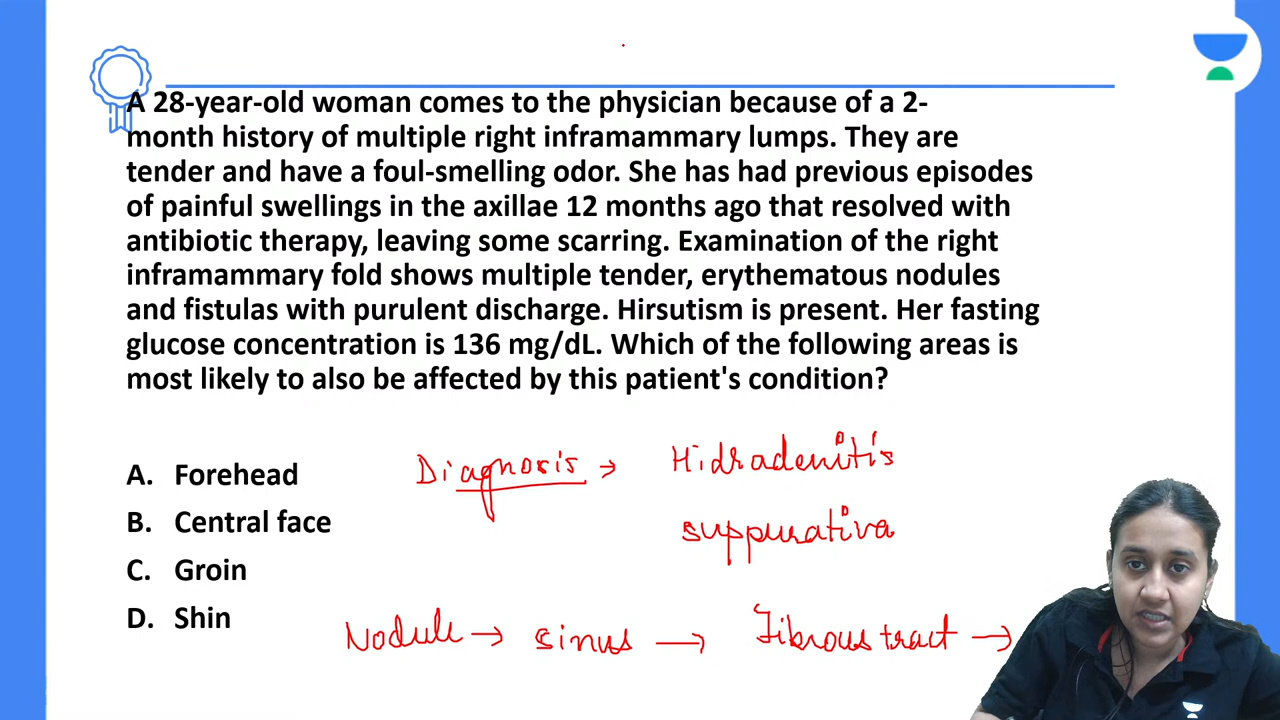 A 28-year-old woman comes to the physician because of a 2-
month history of multiple right inframammary lumps. They are
tender and have a foul-smelling odor. She has had previous episodes
of painful swellings in the axillae 12 months ago that resolved with
antibiotic therapy, leaving some scarring. Examination of the right
inframammary fold shows multiple tender, erythematous nodules
and fistulas with purulent discharge. Hirsutism is present. Her fasting
glucose concentration is 136 mg/dL. Which of the following areas is
most likely to also be affected by this patient's condition?
A. Forehead
B. Central face
C. Groin
D. Shin
Diagnosis → Hidradenitis
suppurativa
Nodule → sinus → Fibrous tract →